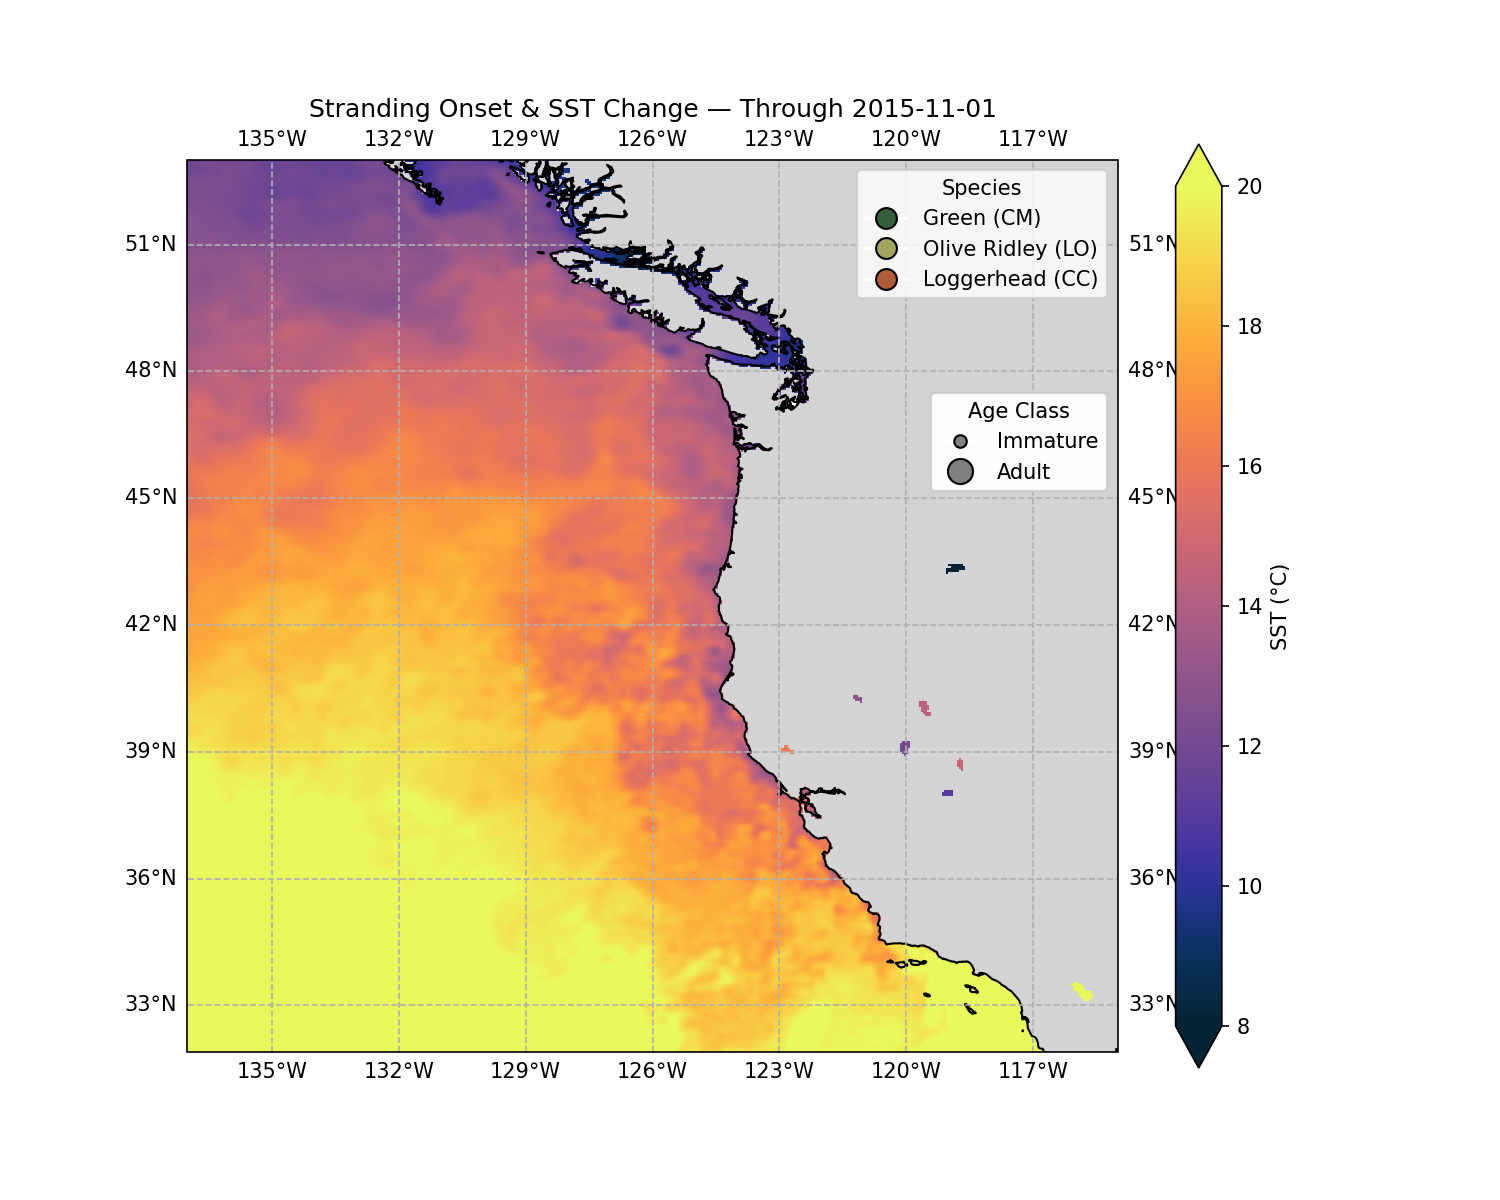 Stranding Onset & SST Change — Through 2015-11-01
135°W 132°W 129°W 126°W 123°W 120°W 117°W
Species
Green (CM)
Olive Ridley (LO)
Loggerhead (CC)
Age Class
Immature
Adult
51°N 51°N
48°N 48°N
45°N 45°N
42°N 42°N
39°N 39°N
36°N 36°N
33°N 33°N
135°W 132°W 129°W 126°W 123°W 120°W 117°W
20
18
16
14
12
10
8
SST (°C)